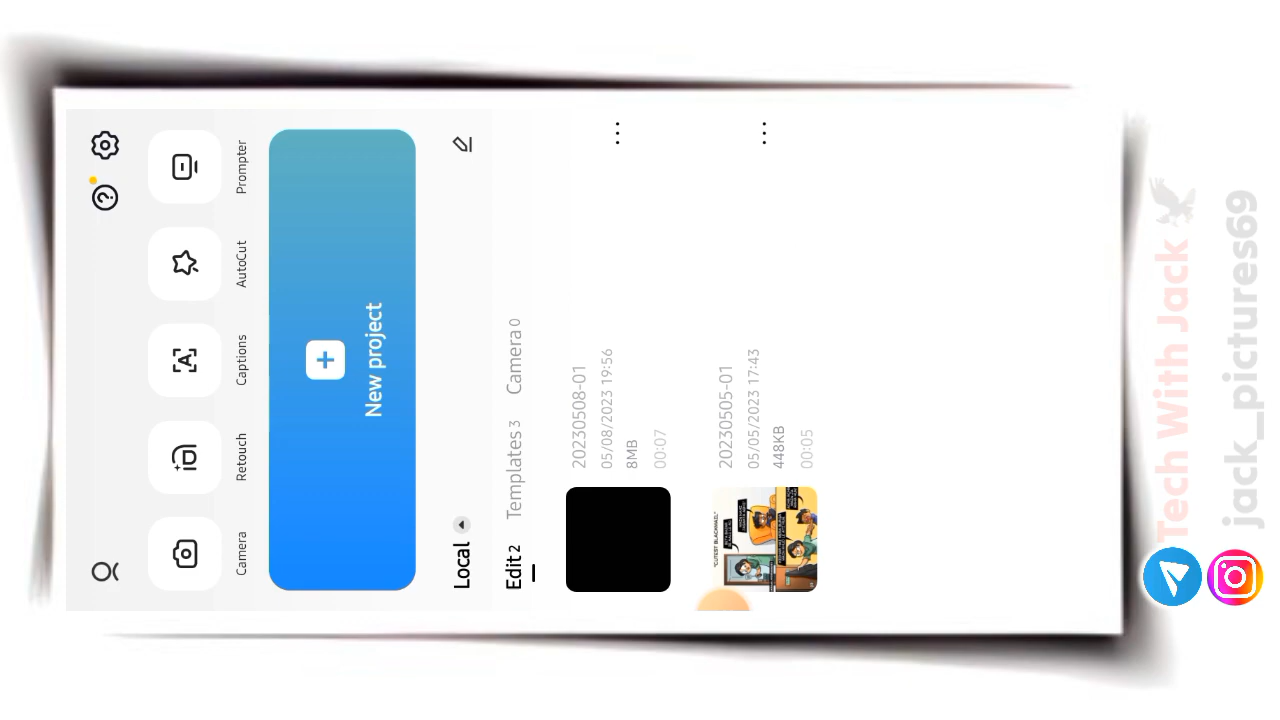 Camera
Retouch
Captions
AutoCut
Prompter
New project
Local
Edit 2
Templates 3
Camera 0
20230508-01
05/08/2023 19:56
8MB
00:07
20230505-01
05/05/2023 17:43
448KB
00:05
"CUTEST BLACKMAIL"
Tech With Jack
jack_pictures69